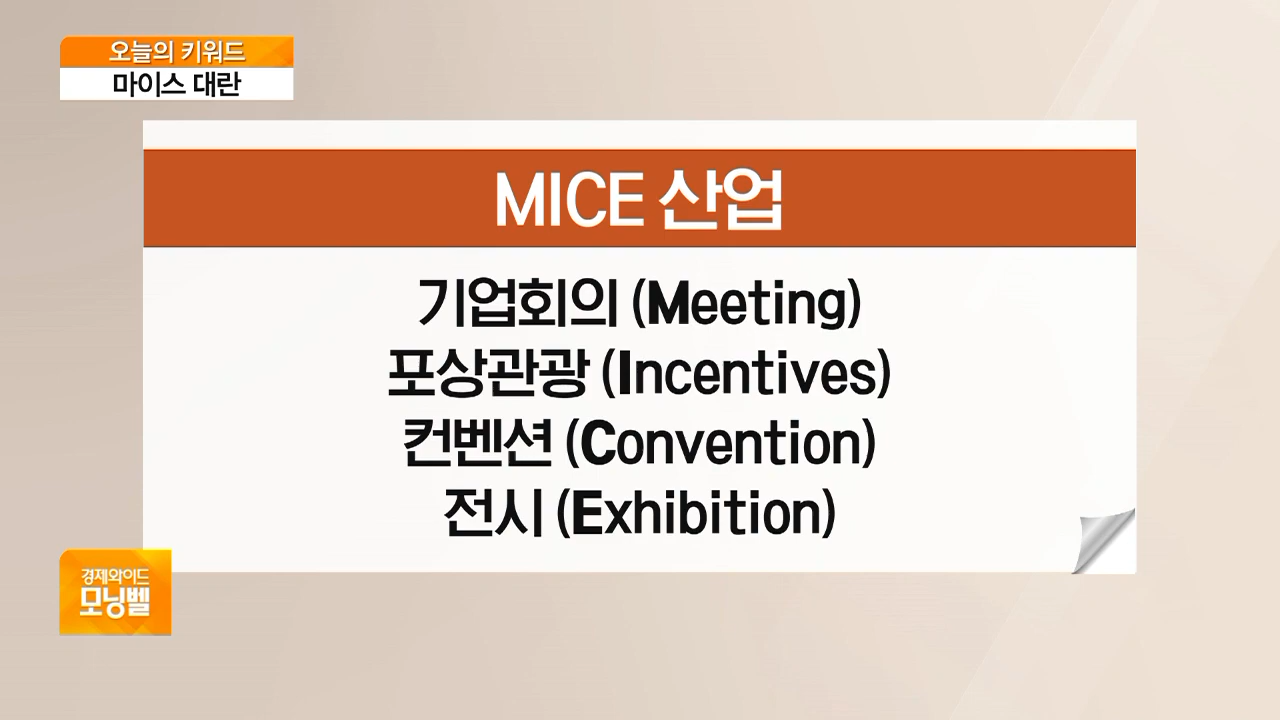 오늘의 키워드
마이스 대란
MICE 산업
기업회의 (Meeting)
포상관광 (Incentives)
컨벤션 (Convention)
전시 (Exhibition)
경제와이드
모닝벨